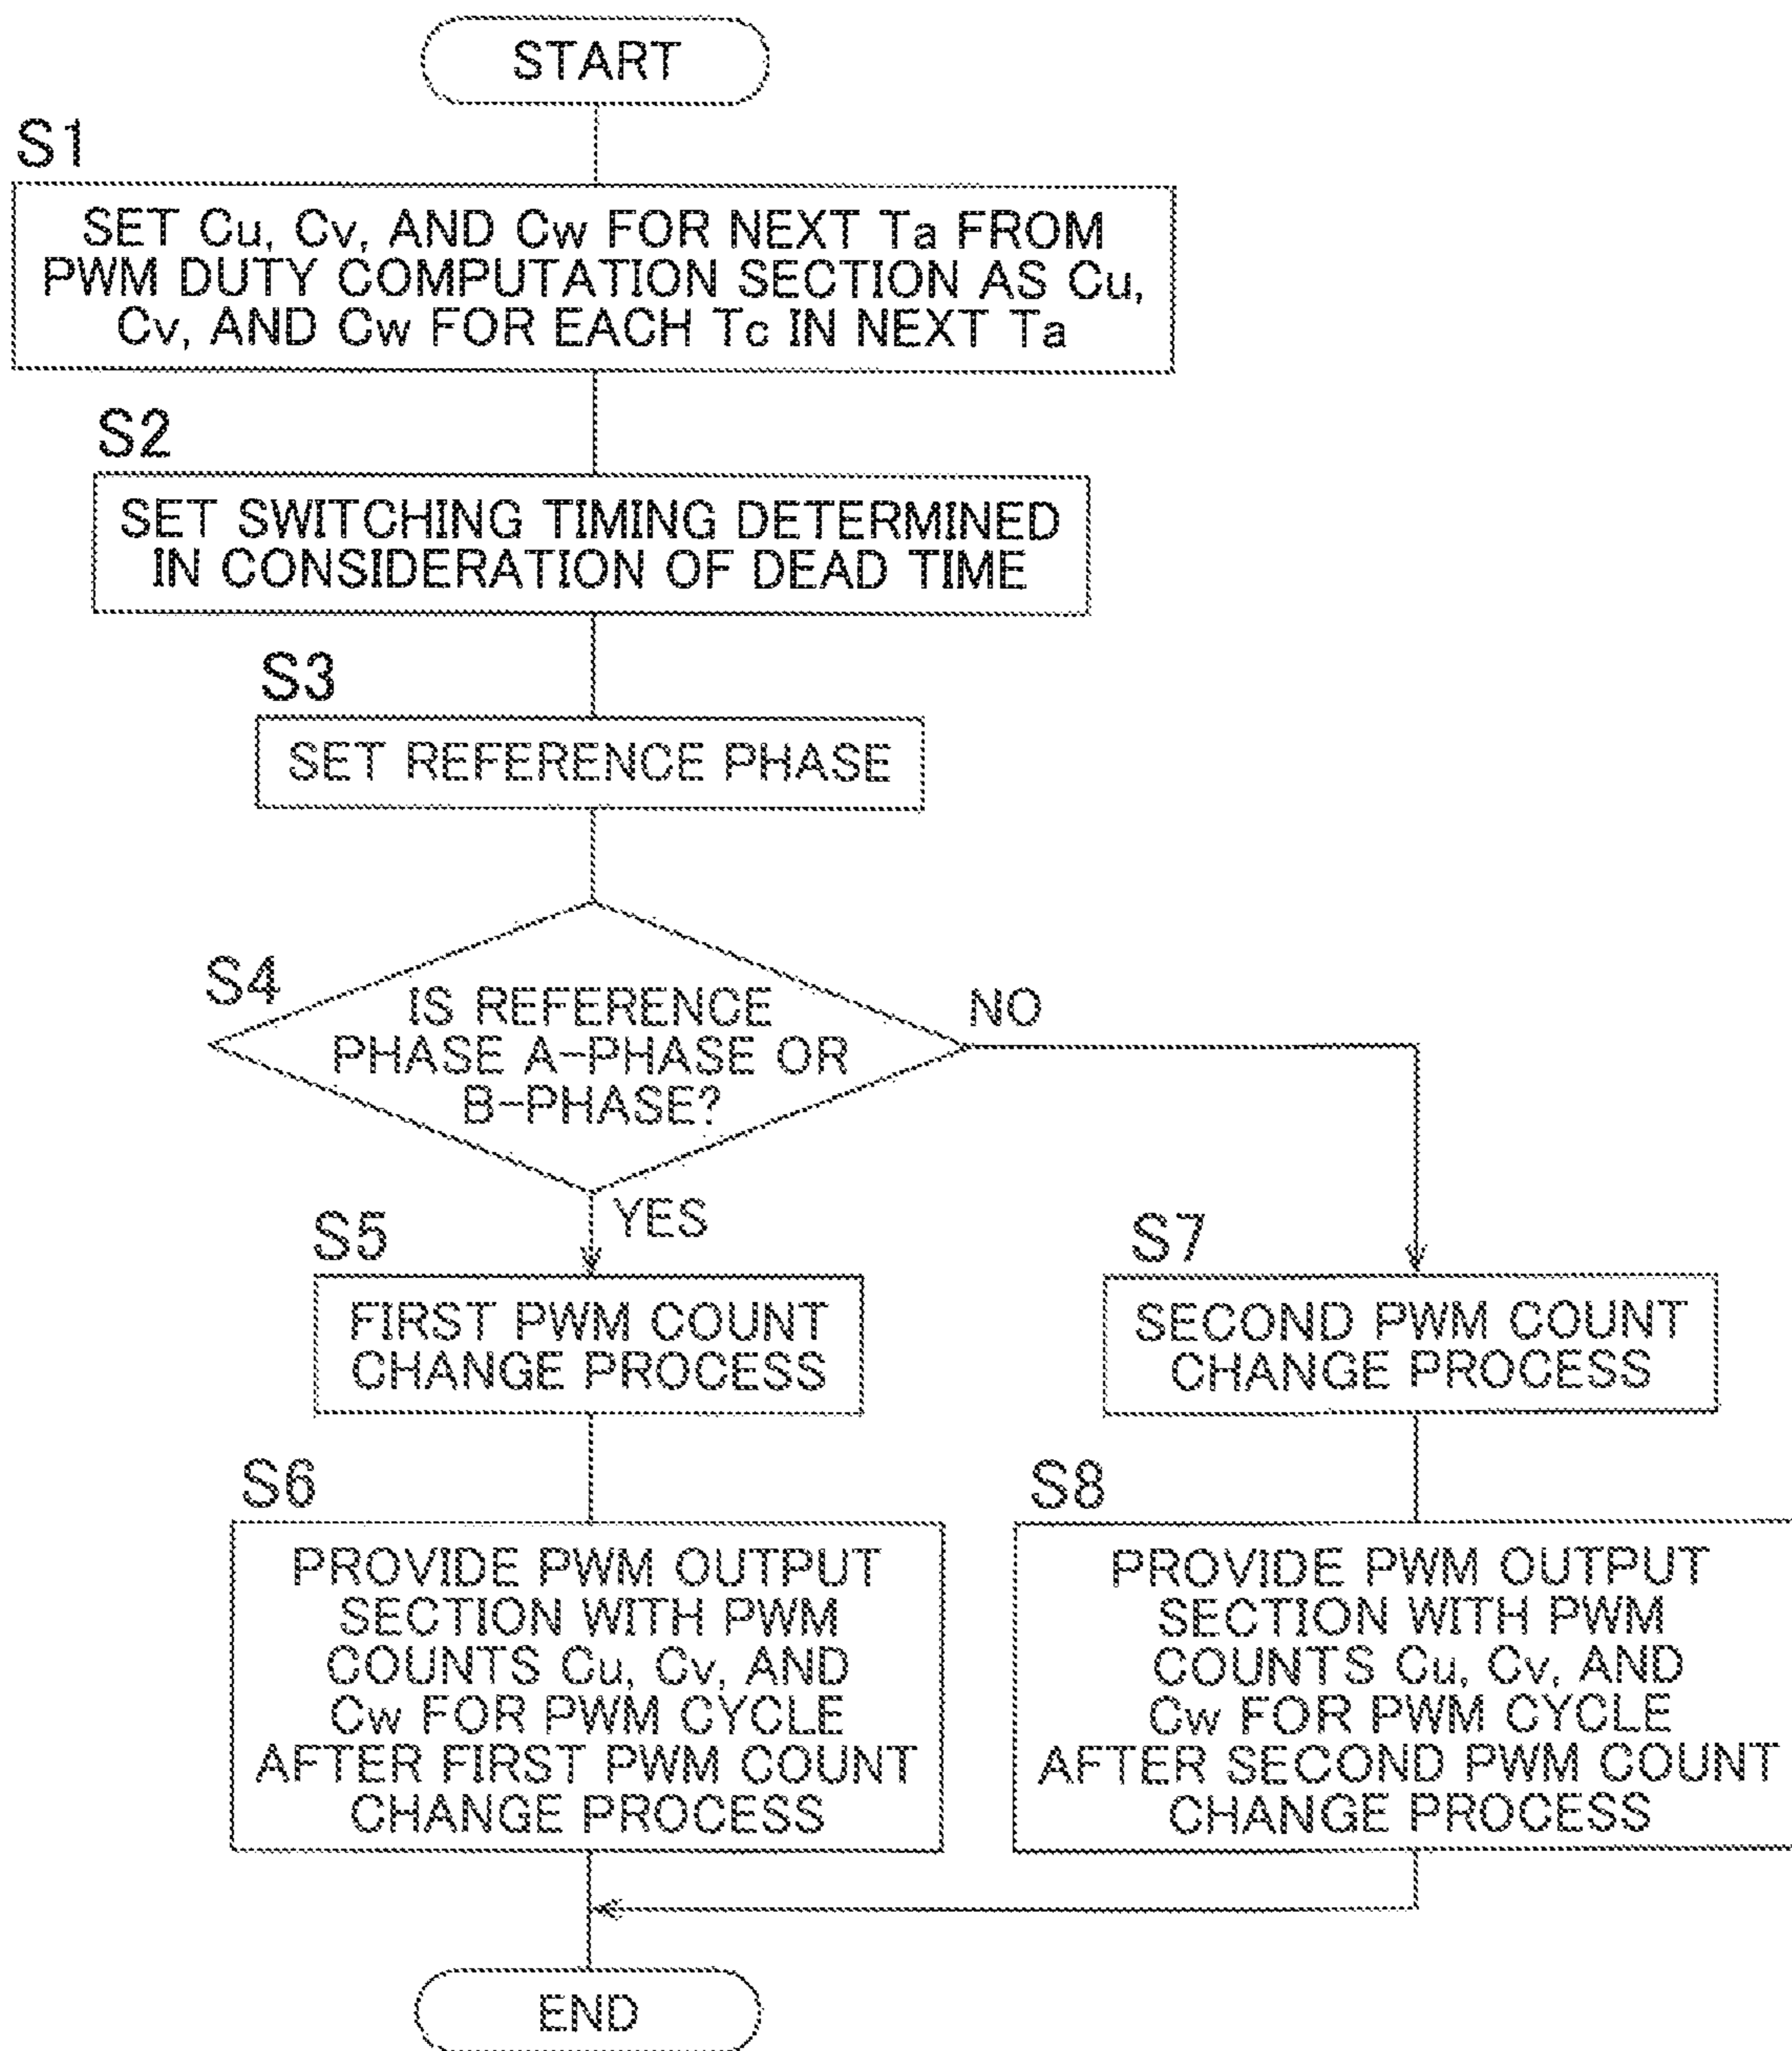 START
S1
SET Cu, Cv, AND Cw FOR NEXT Ta FROM
PWM DUTY COMPUTATION SECTION AS Cu,
Cv, AND Cw FOR EACH Tc IN NEXT Ta
S2
SET SWITCHING TIMING DETERMINED
IN CONSIDERATION OF DEAD TIME
S3
SET REFERENCE PHASE
S4
IS REFERENCE
PHASE A-PHASE OR
B-PHASE?
NO
YES
S5
FIRST PWM COUNT
CHANGE PROCESS
S7
SECOND PWM COUNT
CHANGE PROCESS
S6
PROVIDE PWM OUTPUT
SECTION WITH PWM
COUNTS Cu, Cv, AND
Cw FOR PWM CYCLE
AFTER FIRST PWM COUNT
CHANGE PROCESS
S8
PROVIDE PWM OUTPUT
SECTION WITH PWM
COUNTS Cu, Cv, AND
Cw FOR PWM CYCLE
AFTER SECOND PWM COUNT
CHANGE PROCESS
END